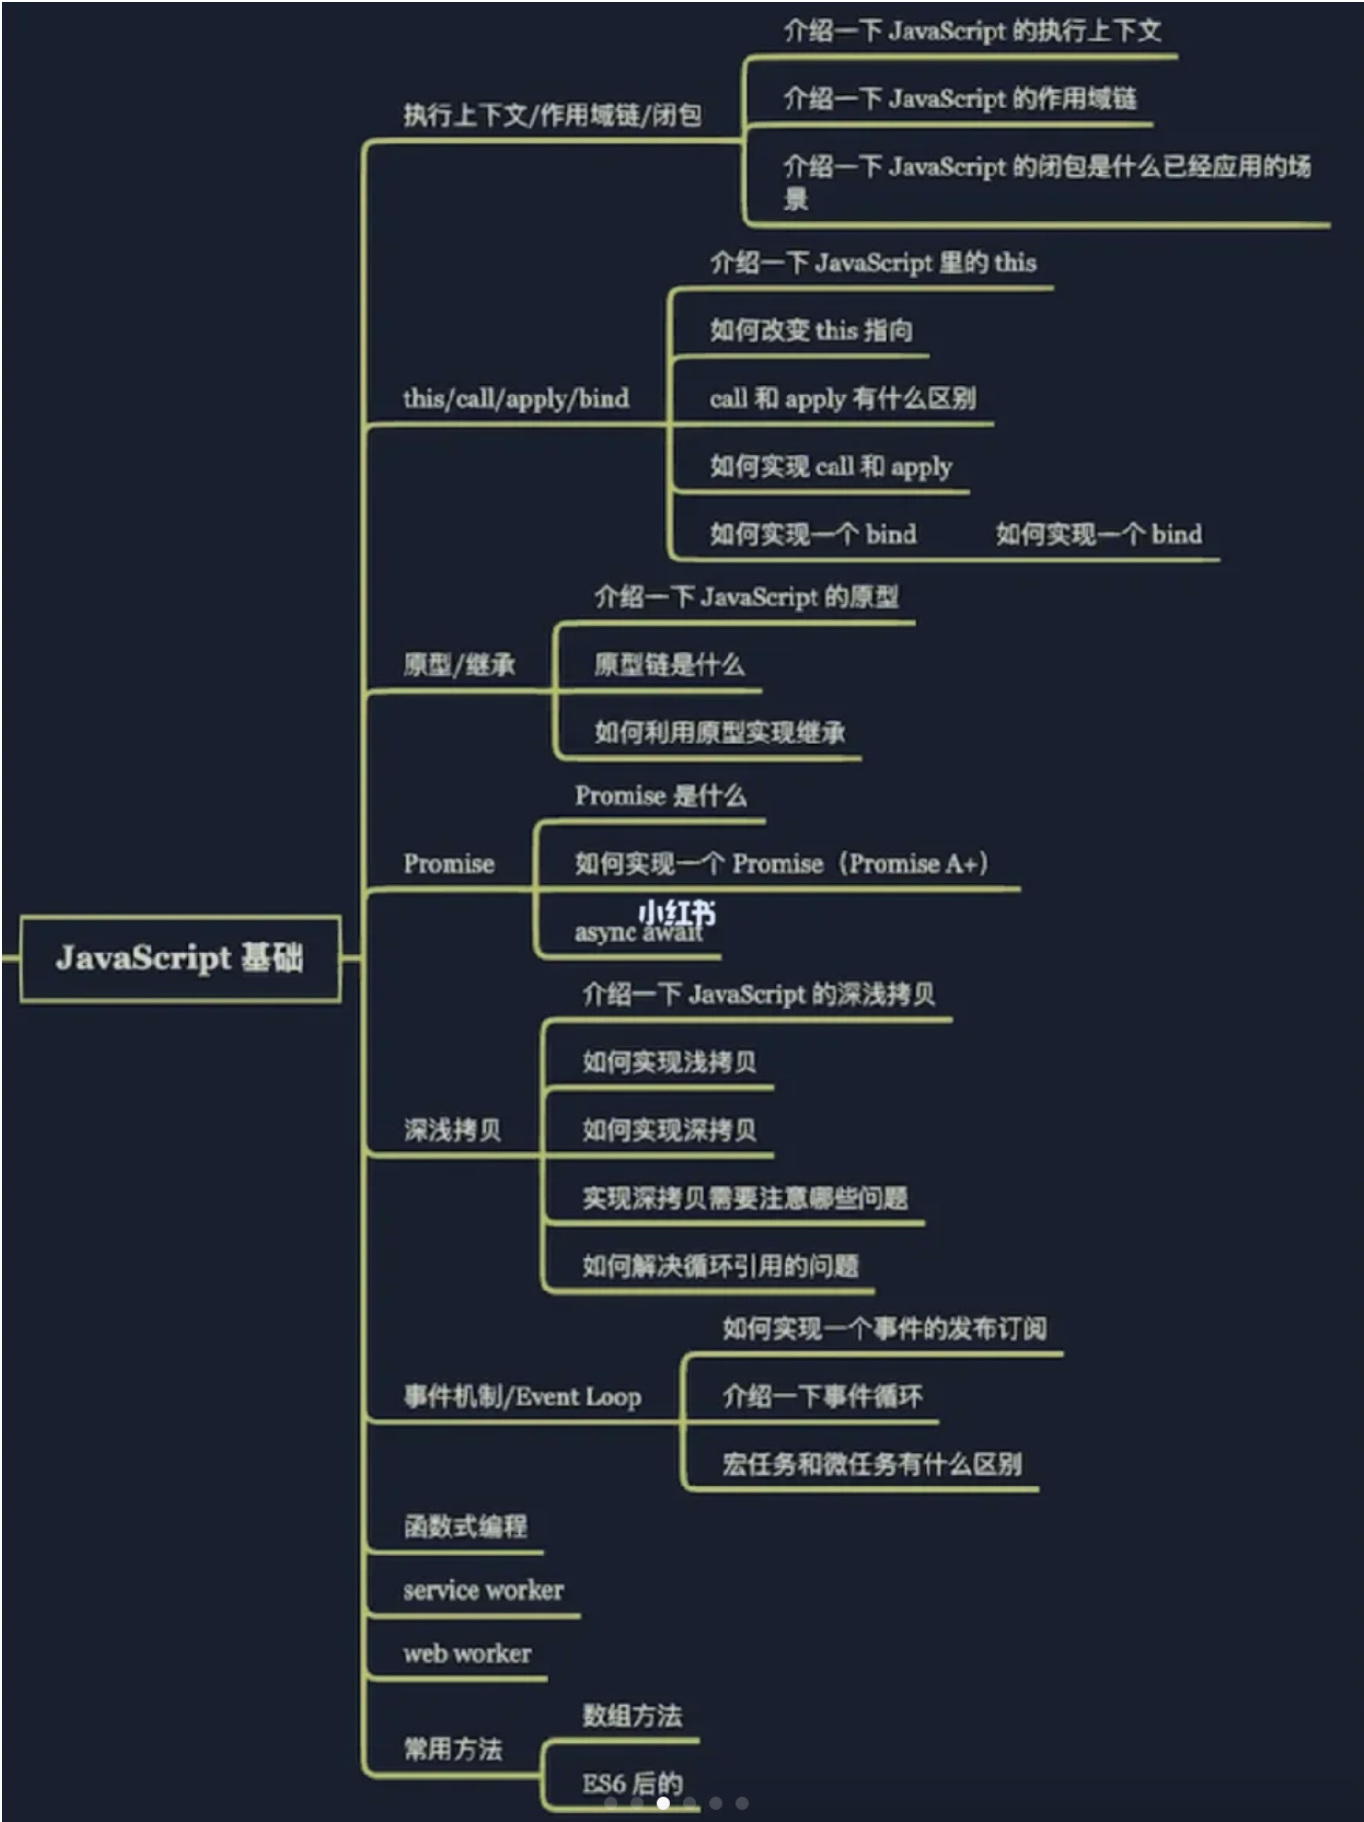 介绍一下 JavaScript 的执行上下文
执行上下文/作用域链/闭包
介绍一下 JavaScript 的作用域链
介绍一下 JavaScript 的闭包是什么已经应用的场
景
介绍一下 JavaScript 里的 this
如何改变 this 指向
this/call/apply/bind
call 和 apply 有什么区别
如何实现 call 和 apply
如何实现一个 bind
如何实现一个 bind
介绍一下 JavaScript 的原型
原型/继承
原型链是什么
如何利用原型实现继承
Promise 是什么
Promise
如何实现一个 Promise（Promise A+）
小红书
async await
JavaScript 基础
介绍一下 JavaScript 的深浅拷贝
如何实现浅拷贝
深浅拷贝
如何实现深拷贝
实现深拷贝需要注意哪些问题
如何解决循环引用的问题
如何实现一个事件的发布订阅
事件机制/Event Loop
介绍一下事件循环
宏任务和微任务有什么区别
函数式编程
service worker
web worker
常用方法
数组方法
ES6 后的